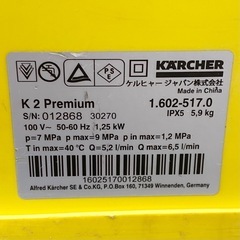 KÄRCHER
ケルヒャー ジャパン株式会社
Made in China
K 2 Premium
1.602-517.0
S/N: 012868 30270
IPX5 5,9 kg
100 V~ 50-60 Hz 1,25 kW
p=7 MPa p max=9 MPa p in max=1,2 MPa
T in max=40 °C Q=5,2 l/min Q max=6,5 l/min
16025170012868
Alfred Kärcher SE & Co.KG, P.O.Box 160, 71349 Winnenden, Germany